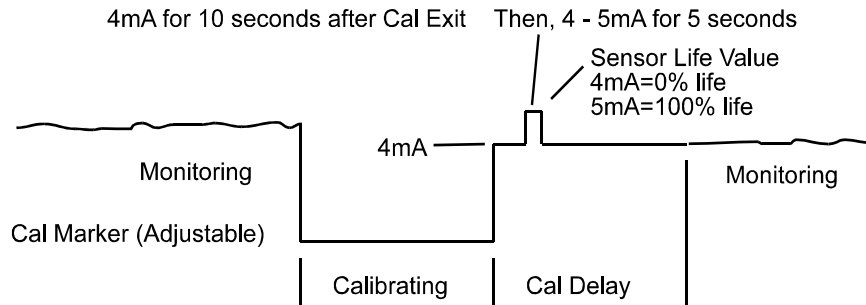 4mA for 10 seconds after Cal Exit
Then, 4 - 5mA for 5 seconds
Sensor Life Value
4mA=0% life
5mA=100% life
4mA
Monitoring
Monitoring
Cal Marker (Adjustable)
Calibrating
Cal Delay